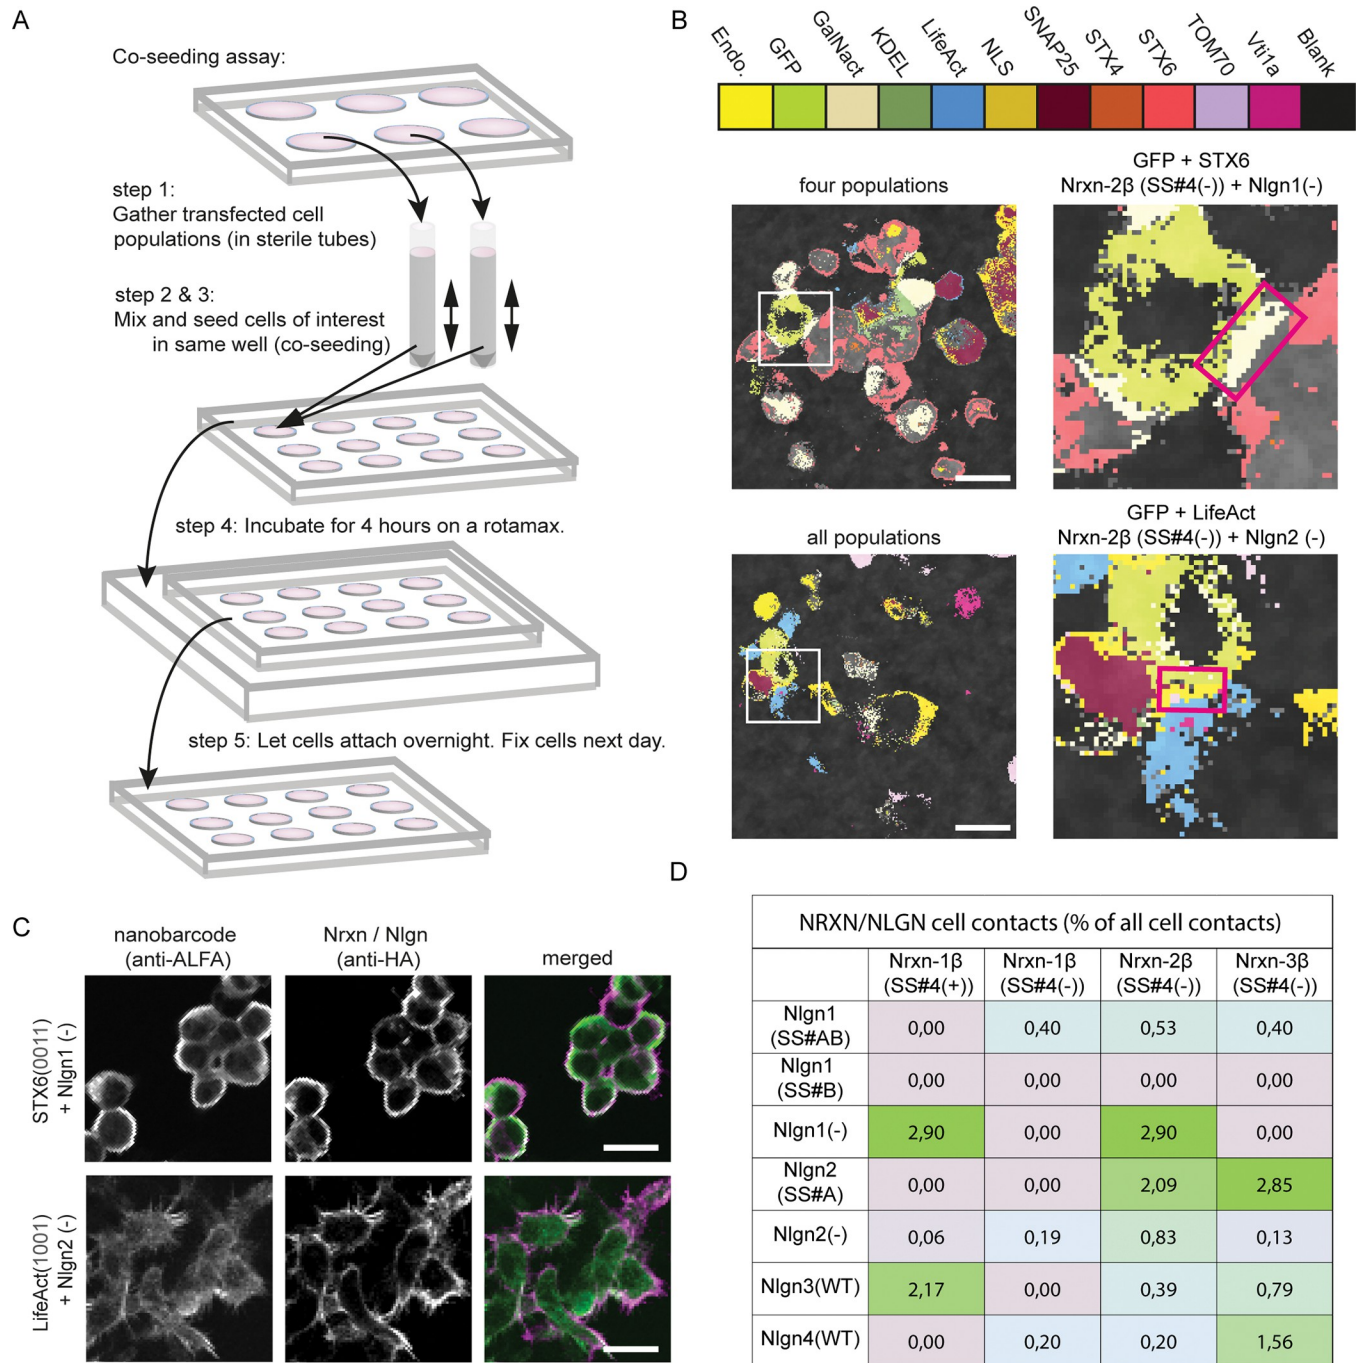 A
Co-seeding assay:
step 1:
Gather transfected cell
populations (in sterile tubes)
step 2 & 3:
Mix and seed cells of interest
in same well (co-seeding)
step 4: Incubate for 4 hours on a rotamax.
step 5: Let cells attach overnight. Fix cells next day.
B
Endo. GFP GalNact KDEL LifeAct NLS SNAP25 STX4 STX6 TOM70 Vti1a Blank
four populations
GFP + STX6
Nrxn-2β (SS#4(-)) + Nlgn1(-)
all populations
GFP + LifeAct
Nrxn-2β (SS#4(-)) + Nlgn2 (-)
C
nanobarcode
(anti-ALFA)
Nrxn / Nlgn
(anti-HA)
merged
STX6(0011)
+ Nlgn1 (-)
LifeAct(1001)
+ Nlgn2 (-)
D
NRXN/NLGN cell contacts (% of all cell contacts)
Nrxn-1β Nrxn-1β Nrxn-2β Nrxn-3β
(SS#4(+)) (SS#4(-)) (SS#4(-)) (SS#4(-))
Nlgn1
(SS#AB) 0,00 0,40 0,53 0,40
Nlgn1
(SS#B) 0,00 0,00 0,00 0,00
Nlgn1(-) 2,90 0,00 2,90 0,00
Nlgn2
(SS#A) 0,00 0,00 2,09 2,85
Nlgn2(-) 0,06 0,19 0,83 0,13
Nlgn3(WT) 2,17 0,00 0,39 0,79
Nlgn4(WT) 0,00 0,20 0,20 1,56